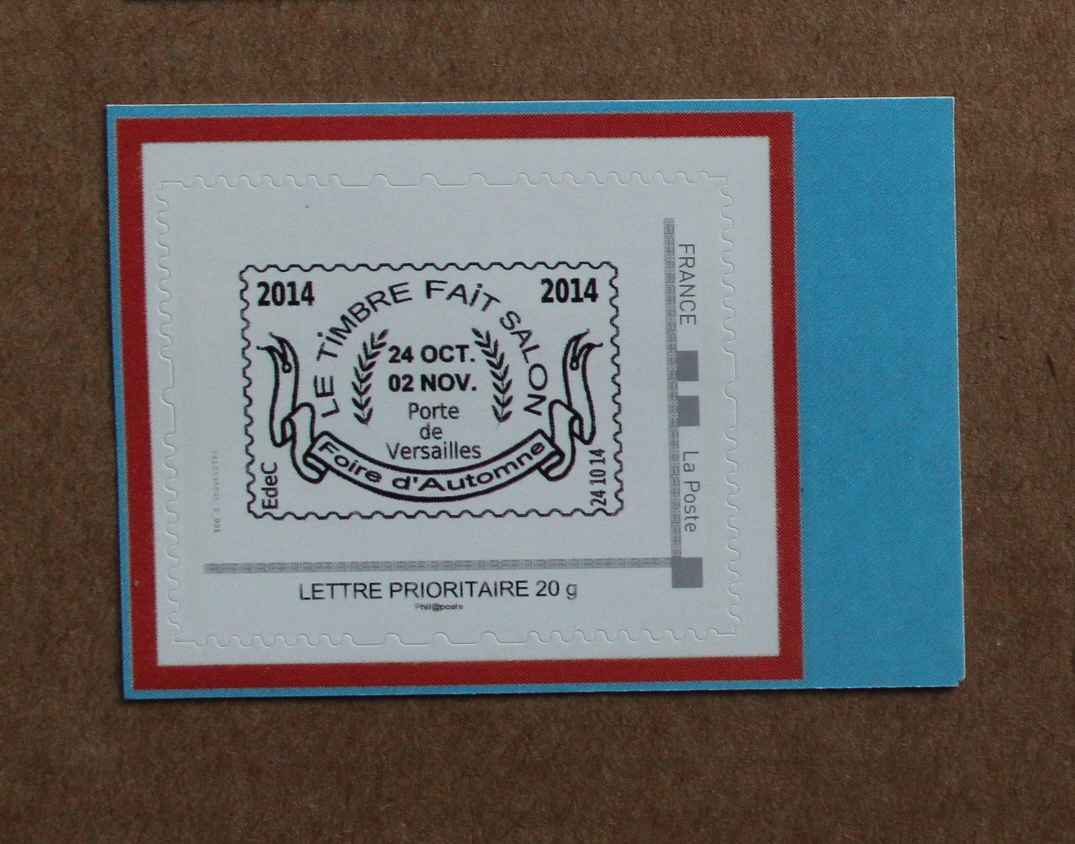 2014
2014
LE TiMBRE FAiT SALON
24 OCT.
02 NOV.
Porte
de
Versailles
Foire d'Automne
EdeC
24 10 14
FRANCE
La Poste
LETTRE PRIORITAIRE 20 g
Phil@poste